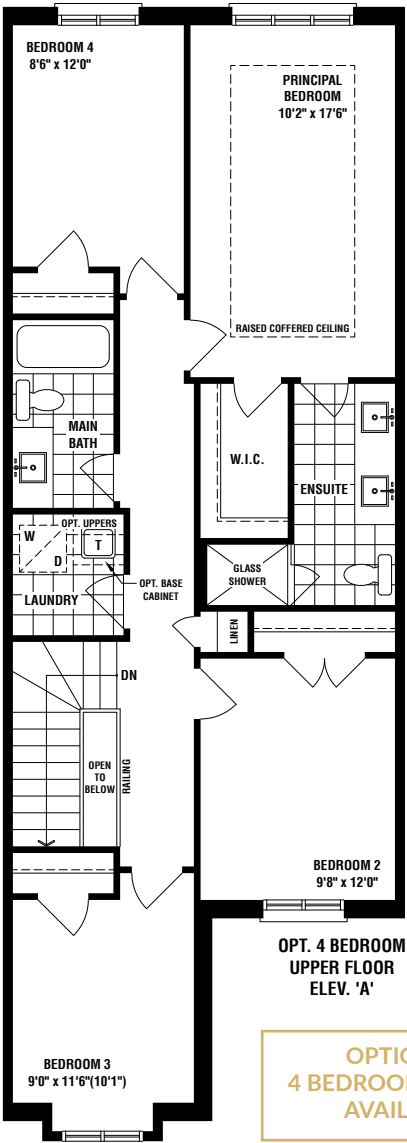 BEDROOM 4
8'6" x 12'0"
PRINCIPAL
BEDROOM
10'2" x 17'6"
RAISED COFFERED CEILING
MAIN
BATH
W.I.C.
ENSUITE
OPT. UPPERS
W
T
D
OPT. BASE
CABINET
LAUNDRY
GLASS
SHOWER
LINEN
DN
OPEN
TO
BELOW
RAILING
BEDROOM 2
9'8" x 12'0"
OPT. 4 BEDROOM
UPPER FLOOR
ELEV. 'A'
BEDROOM 3
9'0" x 11'6"(10'1")
4 BEDROOM